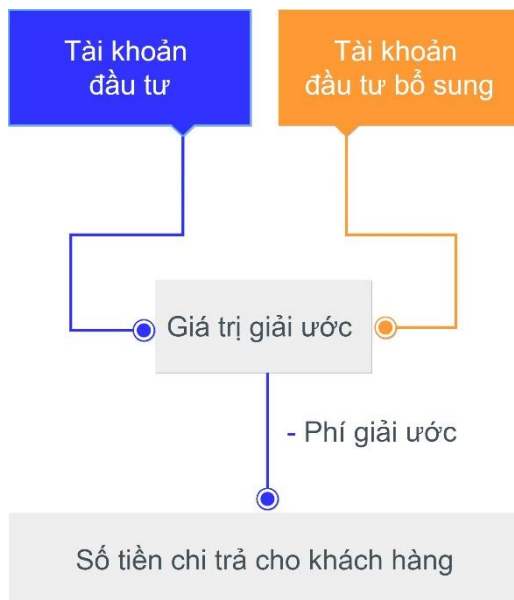 Tài khoản
đầu tư
Tài khoản
đầu tư bổ sung
Giá trị giải ước
- Phí giải ước
Số tiền chi trả cho khách hàng